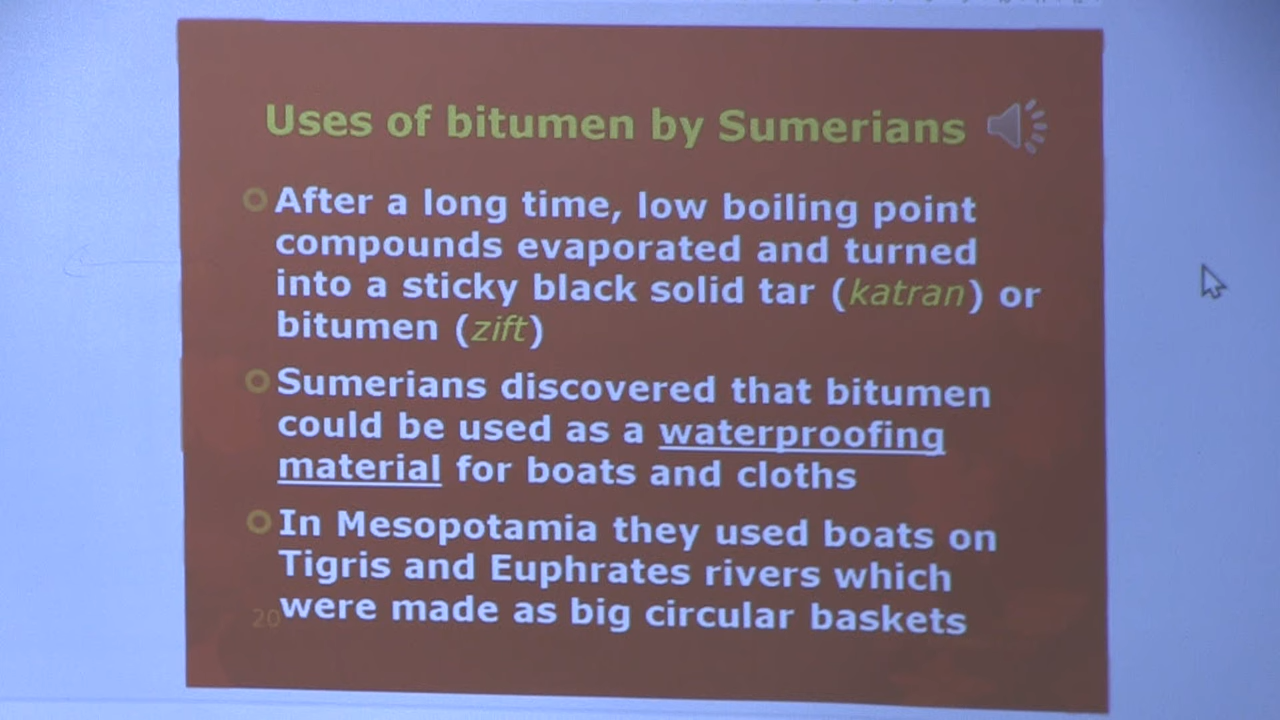 Uses of bitumen by Sumerians
After a long time, low boiling point
compounds evaporated and turned
into a sticky black solid tar (katran) or
bitumen (zift)
Sumerians discovered that bitumen
could be used as a waterproofing
material for boats and cloths
In Mesopotamia they used boats on
Tigris and Euphrates rivers which
were made as big circular baskets
20